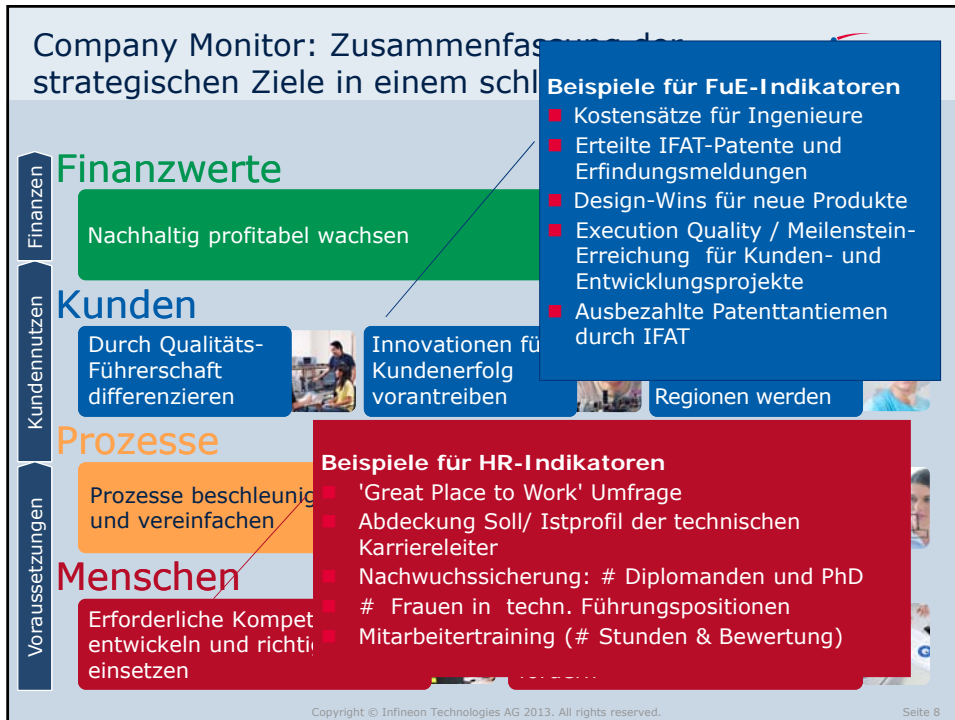 Company Monitor: Zusammenfassung der
strategischen Ziele in einem schl
Beispiele für FuE-Indikatoren
Kostensätze für Ingenieure
Erteilte IFAT-Patente und
Erfindungsmeldungen
Design-Wins für neue Produkte
Execution Quality / Meilenstein-
Erreichung für Kunden- und
Entwicklungsprojekte
Ausbezahlte Patenttantiemen
durch IFAT
Finanzen
Finanzwerte
Nachhaltig profitabel wachsen
Kundennutzen
Kunden
Durch Qualitäts-
Führerschaft
differenzieren
Innovationen fü
Kundenerfolg
vorantreiben
Regionen werden
Voraussetzungen
Prozesse
Prozesse beschleunig
und vereinfachen
Beispiele für HR-Indikatoren
'Great Place to Work' Umfrage
Abdeckung Soll/ Istprofil der technischen
Karriereleiter
Nachwuchssicherung: # Diplomanden und PhD
# Frauen in techn. Führungspositionen
Mitarbeitertraining (# Stunden & Bewertung)
Menschen
Erforderliche Kompet
entwickeln und richtig
einsetzen
Copyright © Infineon Technologies AG 2013. All rights reserved.
Seite 8